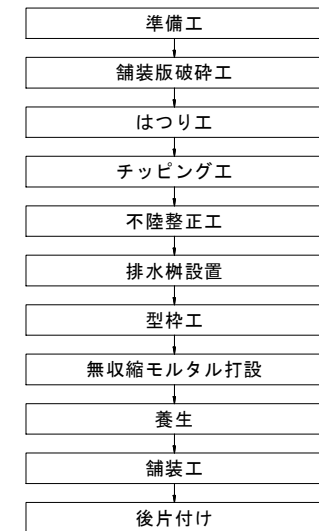 準備工
舗装版破砕工
はつり工
チッピング工
不陸整正工
排水桝設置
型枠工
無収縮モルタル打設
養生
舗装工
後片付け